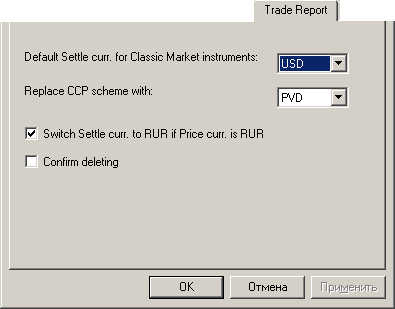 Trade Report
Default Settle curr. for Classic Market instruments:
USD
Replace CCP scheme with:
PVD
Switch Settle curr. to RUR if Price curr. is RUR
Confirm deleting
OK
Отмена
Применить